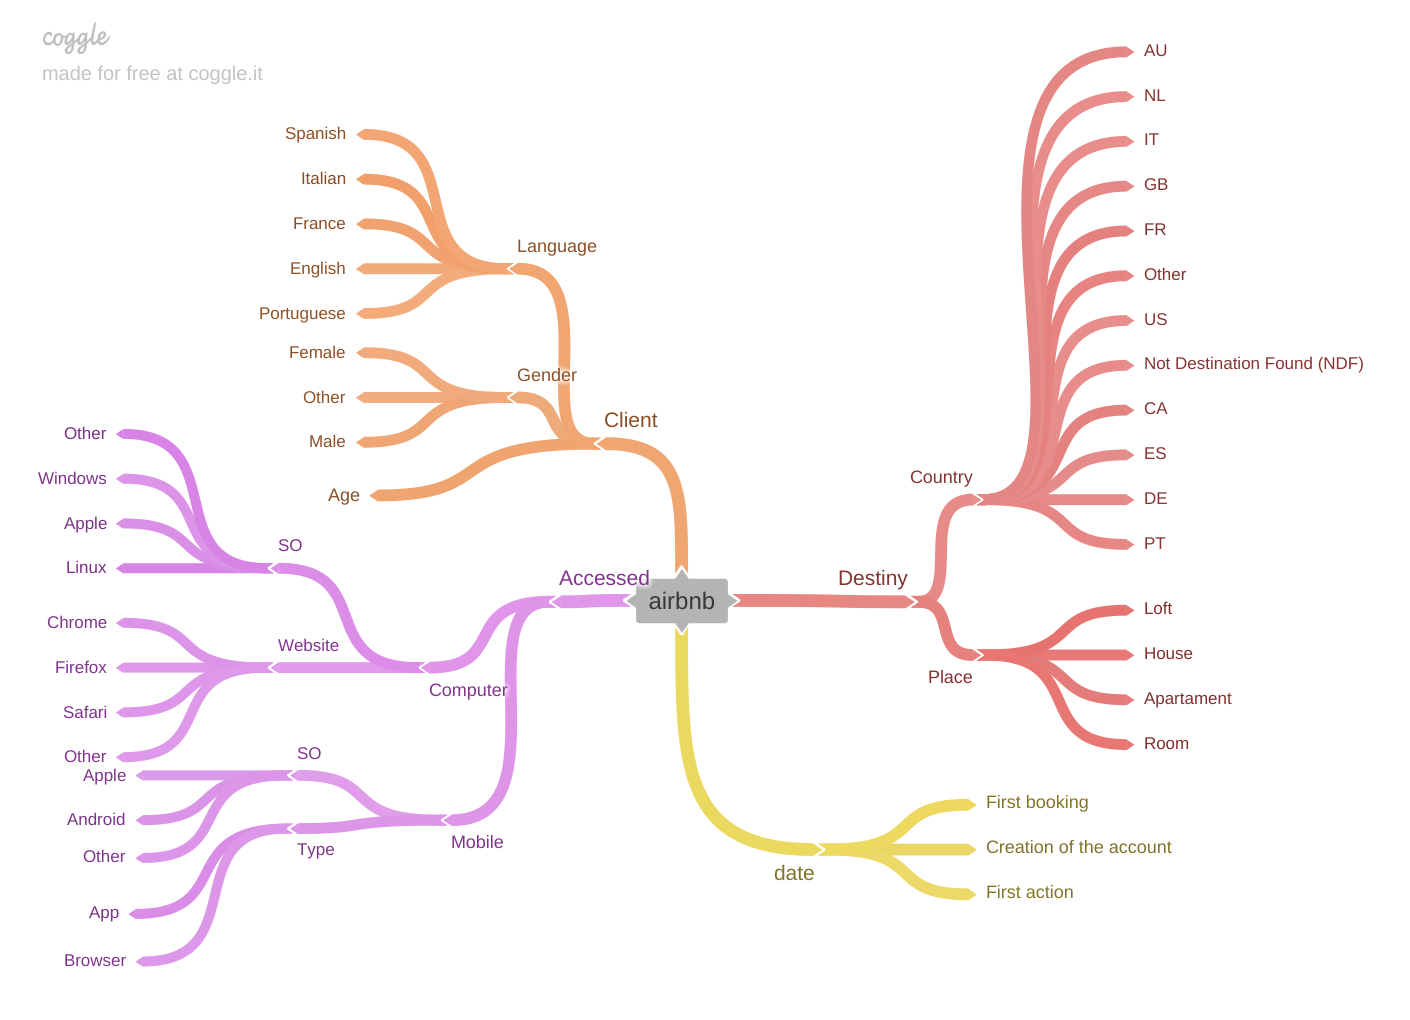 coggle
made for free at coggle.it
airbnb
Client
Language
Spanish
Italian
France
English
Portuguese
Gender
Female
Other
Male
Age
Accessed
Computer
SO
Other
Windows
Apple
Linux
Website
Chrome
Firefox
Safari
Other
Mobile
SO
Apple
Android
Other
Type
App
Browser
Destiny
Country
AU
NL
IT
GB
FR
Other
US
Not Destination Found (NDF)
CA
ES
DE
PT
Place
Loft
House
Apartament
Room
date
First booking
Creation of the account
First action